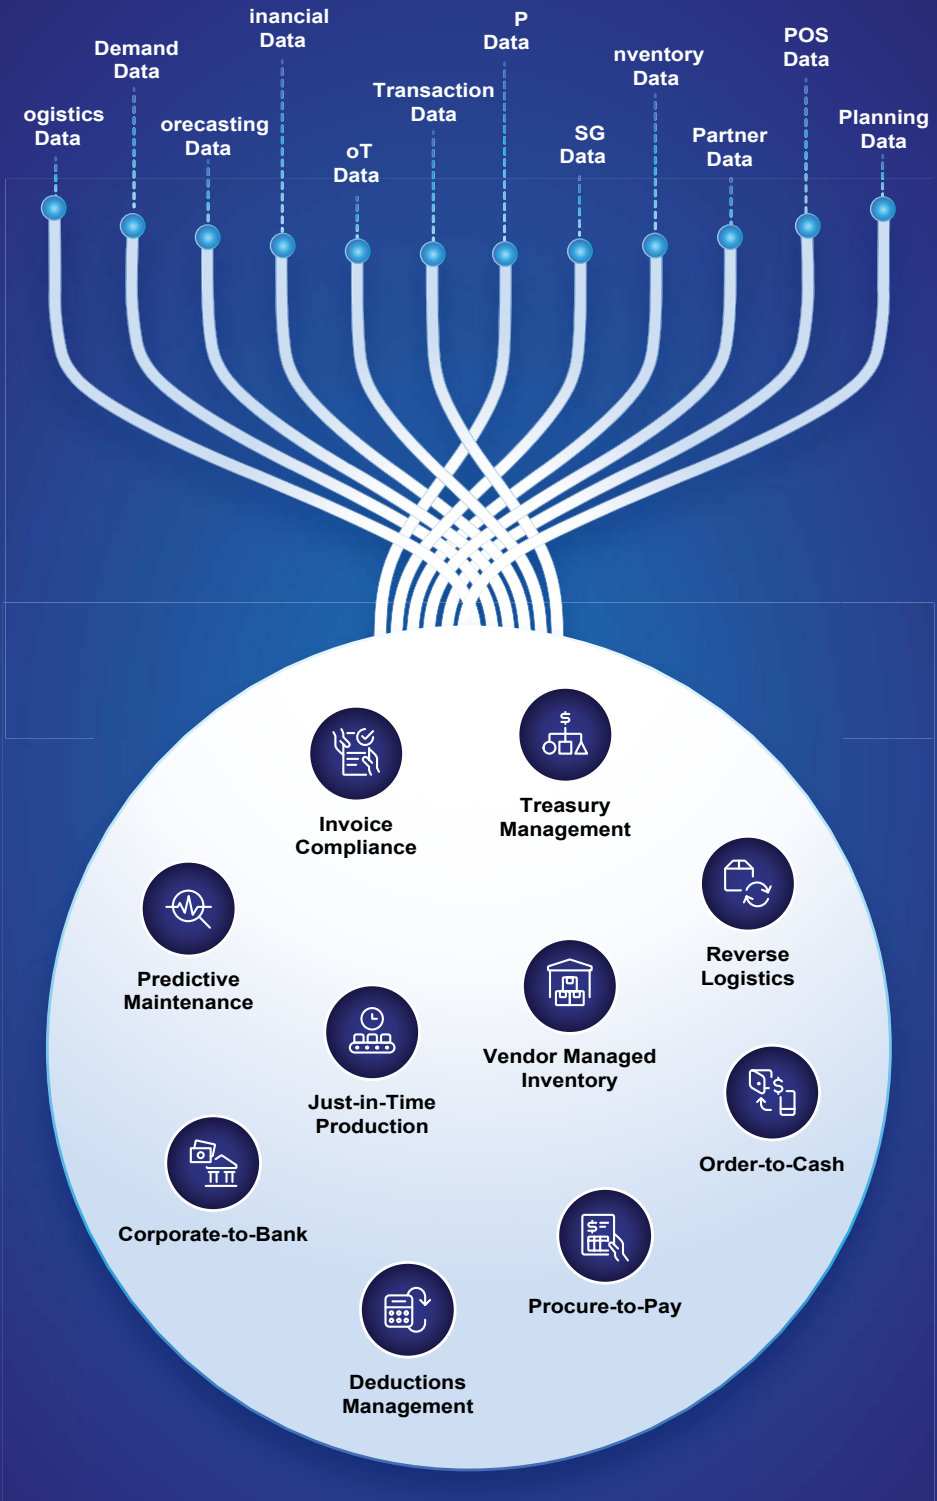 inancial
Data
P
Data
POS
Data
Demand
Data
nventory
Data
Transaction
Data
ogistics
Data
orecasting
Data
Planning
Data
SG
Data
Partner
Data
oT
Data
Invoice
Compliance
Treasury
Management
Predictive
Maintenance
Reverse
Logistics
Just-in-Time
Production
Vendor Managed
Inventory
Order-to-Cash
Corporate-to-Bank
Procure-to-Pay
Deductions
Management